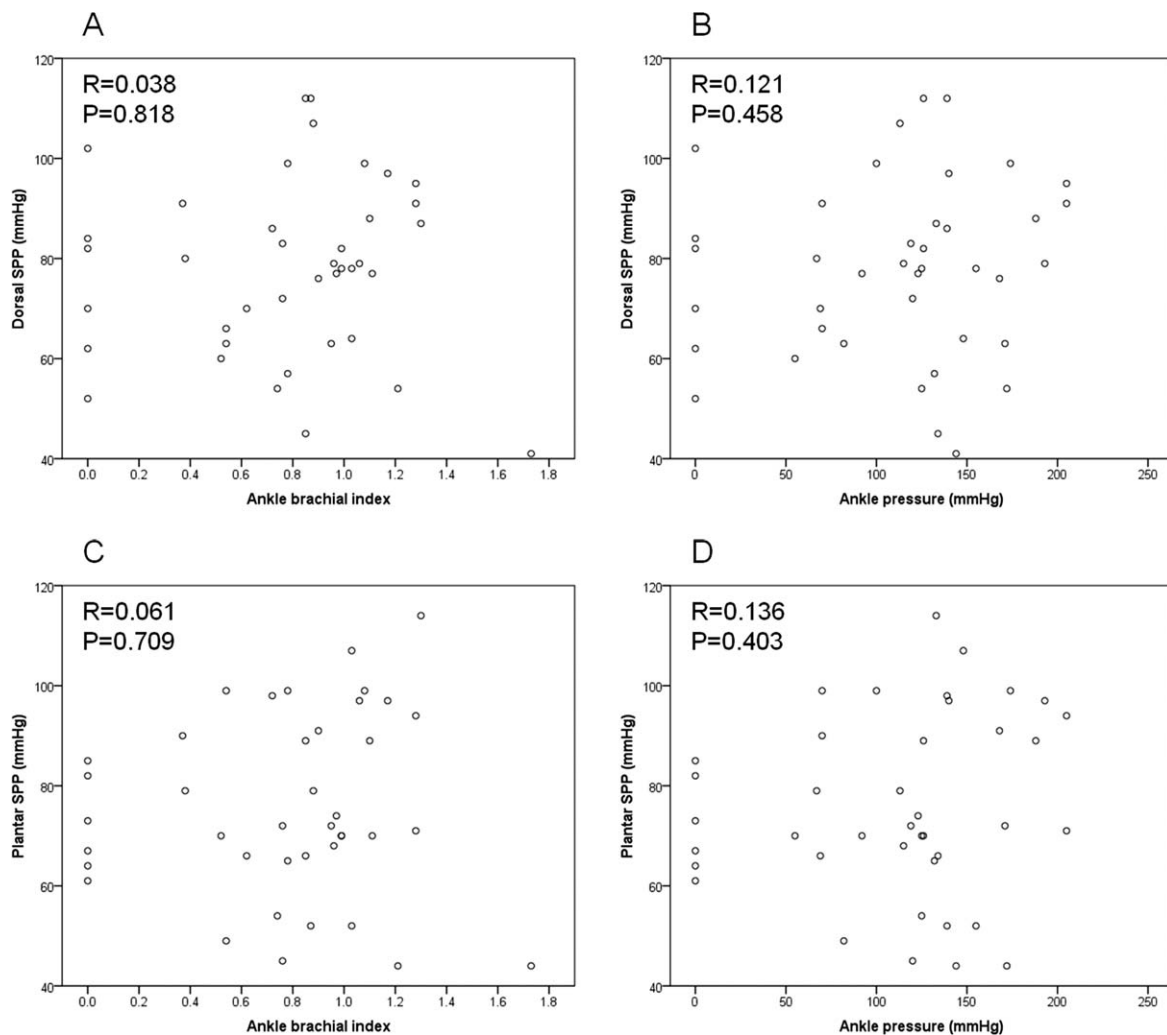 A
R=0.038
P=0.818
120
100
80
60
40
Dorsal SPP (mmHg)
0.0 0.2 0.4 0.6 0.8 1.0 1.2 1.4 1.6 1.8
Ankle brachial index
B
R=0.121
P=0.458
120
100
80
60
40
Dorsal SPP (mmHg)
0 50 100 150 200 250
Ankle pressure (mmHg)
C
R=0.061
P=0.709
120
100
80
60
40
Plantar SPP (mmHg)
0.0 0.2 0.4 0.6 0.8 1.0 1.2 1.4 1.6 1.8
Ankle brachial index
D
R=0.136
P=0.403
120
100
80
60
40
Plantar SPP (mmHg)
0 50 100 150 200 250
Ankle pressure (mmHg)